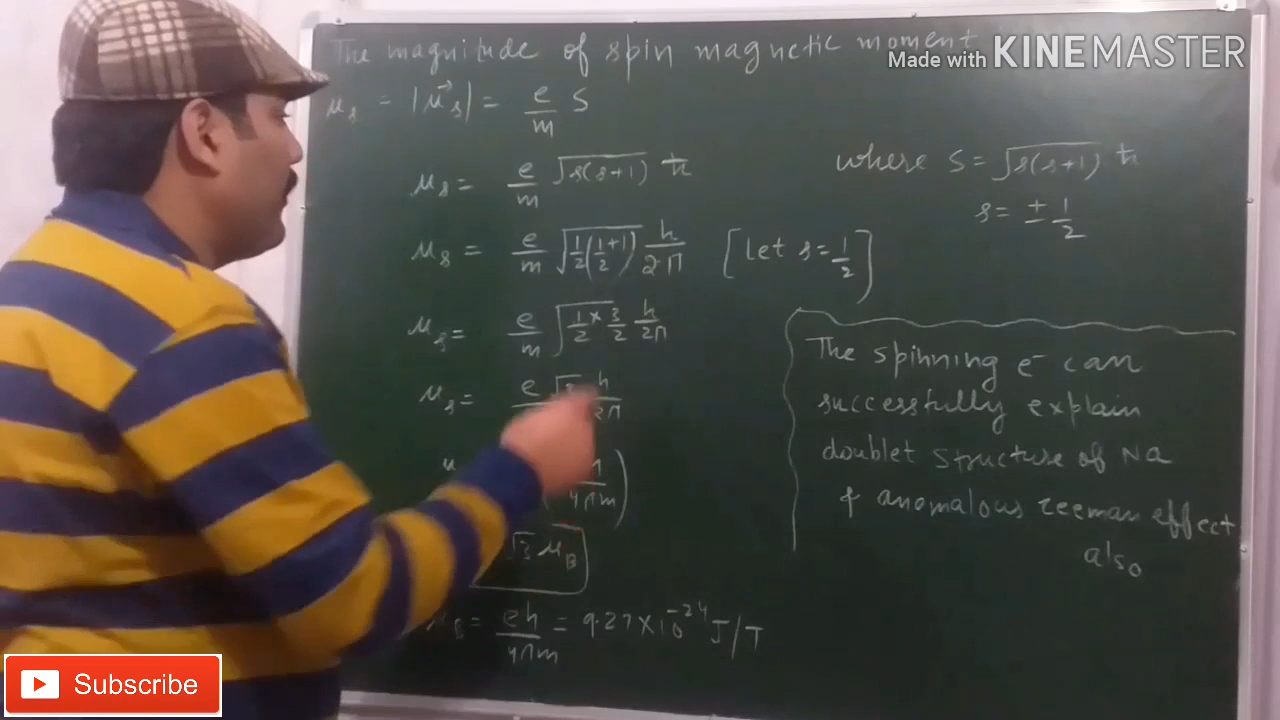 The magnitude of spin magnetic moment
Made with KINEMASTER
μs = |μ⃗s| = e/m S
μs = e/m √s(s+1) ħ
where S = √s(s+1) ħ
s = ± 1/2
μs = e/m √1/2(1/2+1) h/2π [let s = 1/2]
μs = e/m √1/2 × 3/2 h/2π
μs = e √3 h/2π
4πm)
√3 μB
= eh/4πm = 9.27×10^-24 J/T
The spinning e⁻ can
successfully explain
doublet structure of Na
& anomalous zeeman effect
also
Subscribe